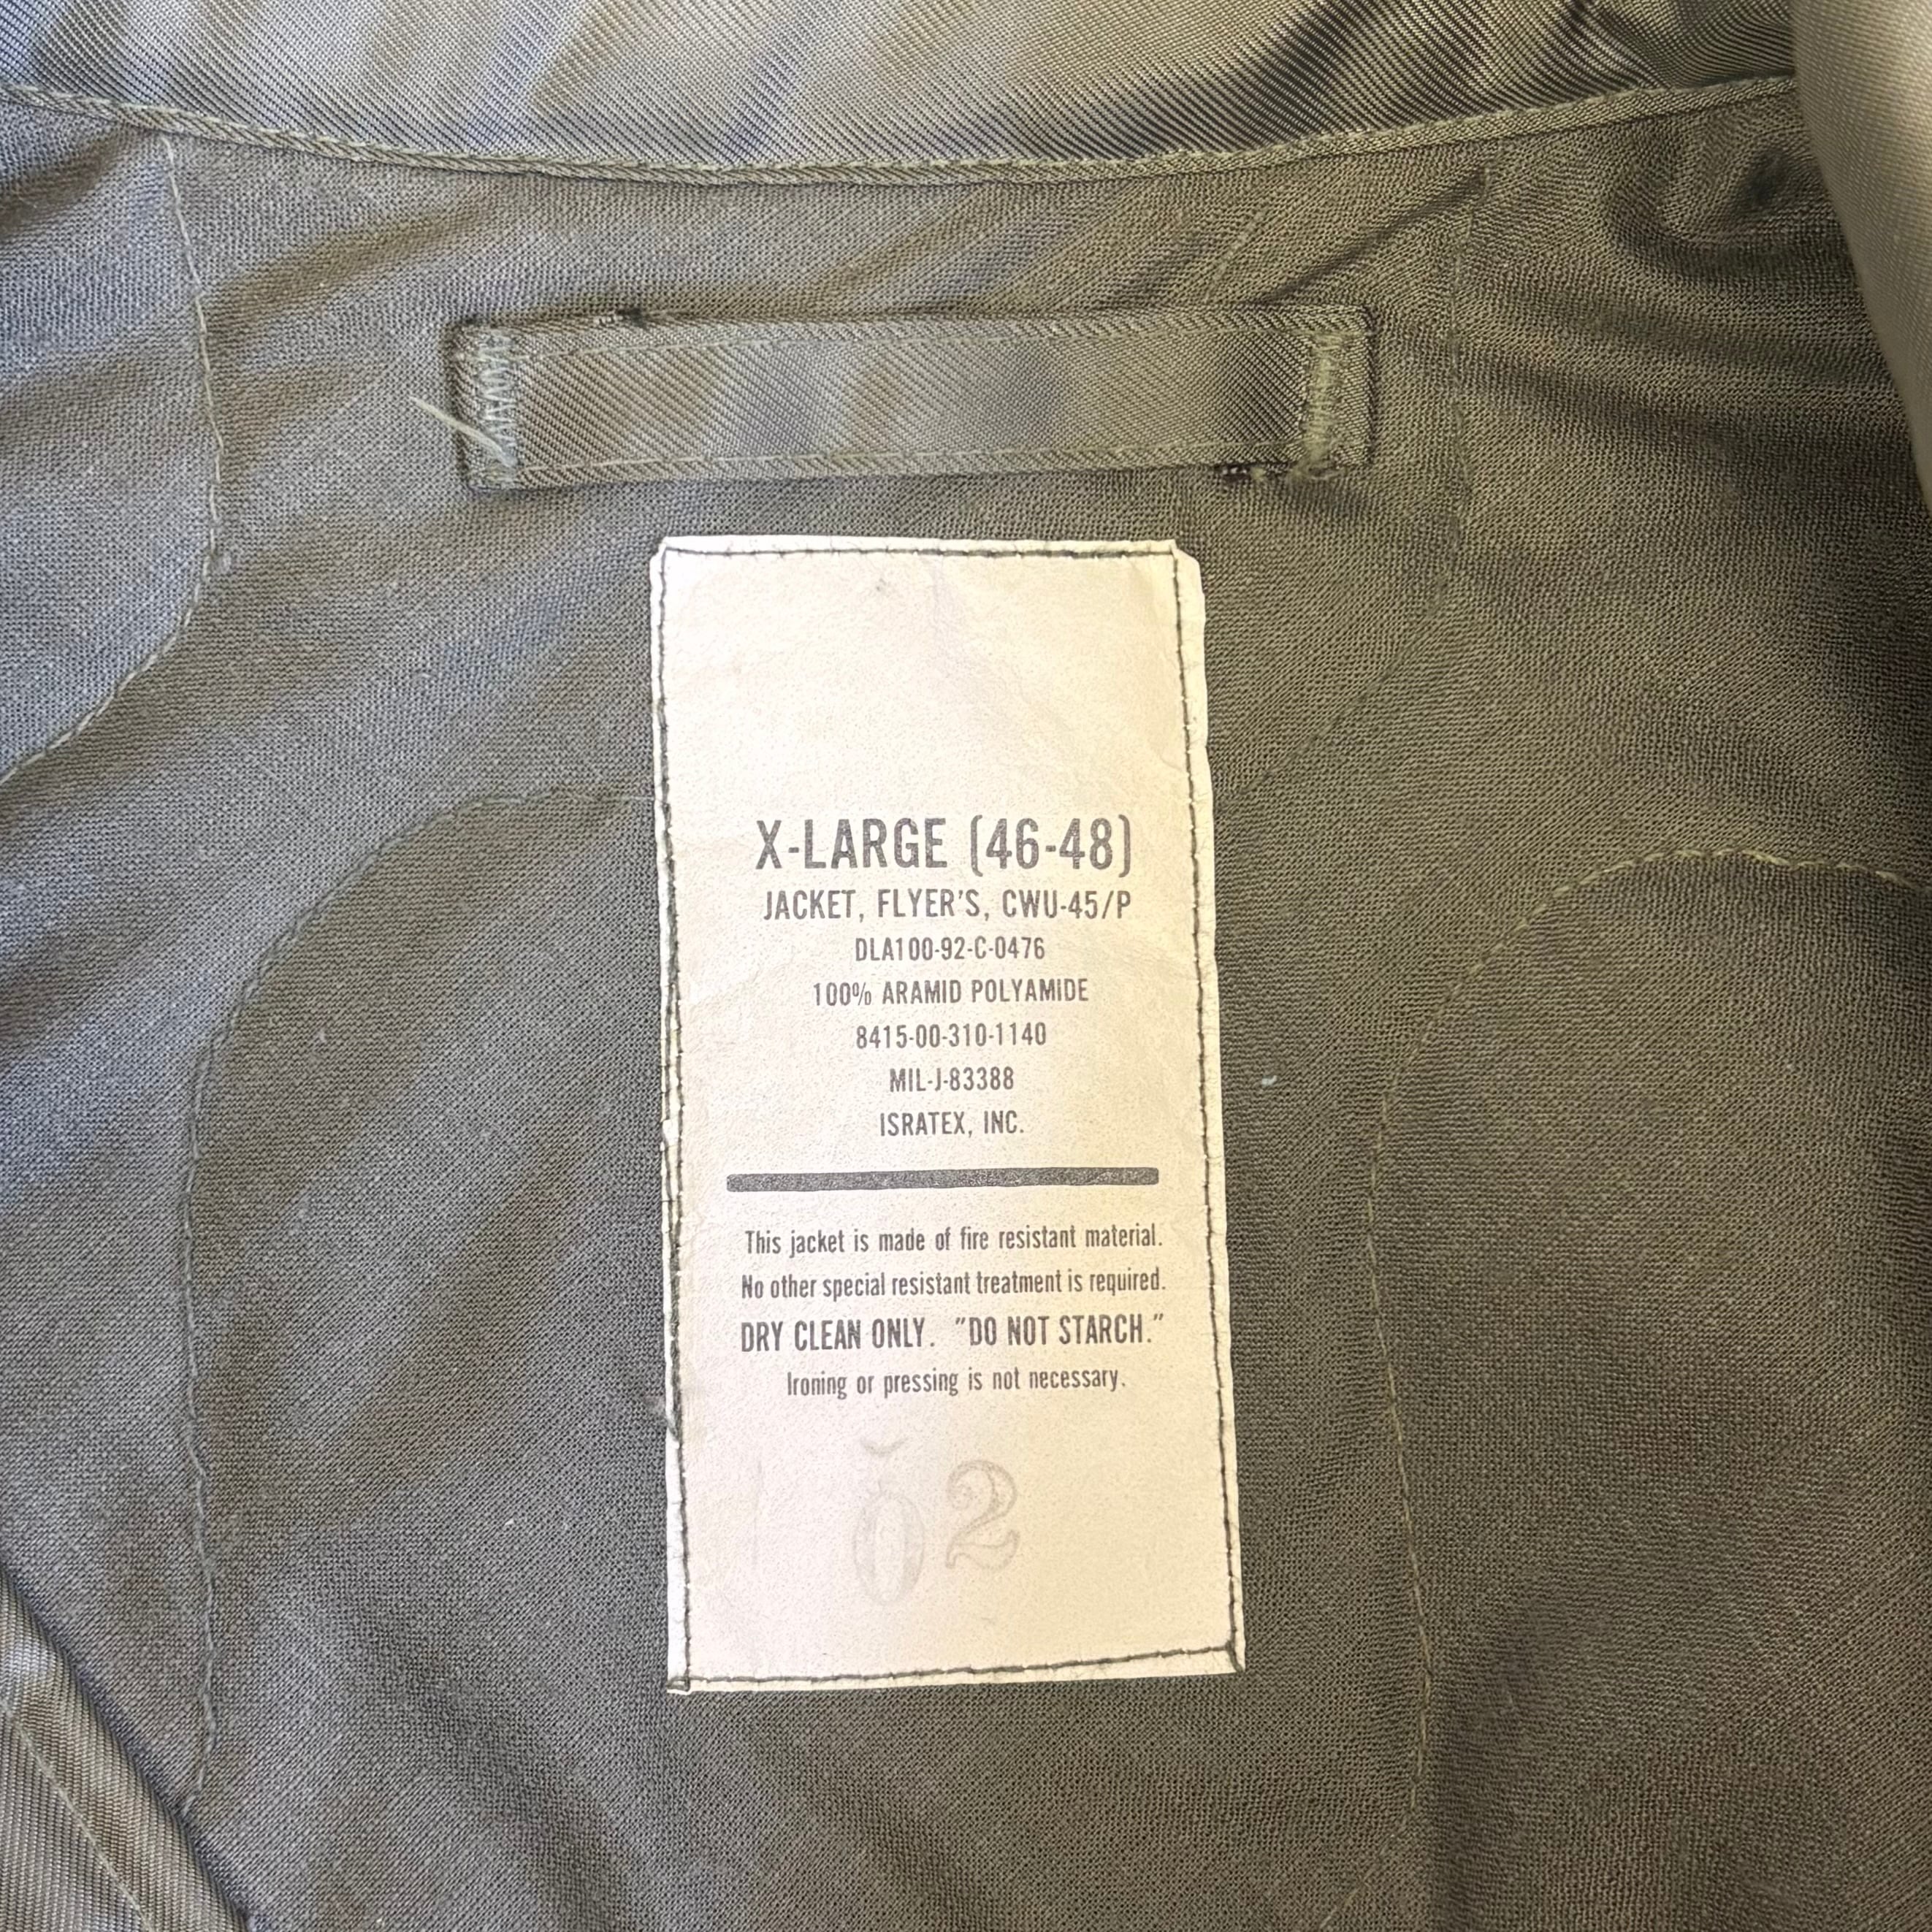 X-LARGE (46-48)
JACKET, FLYER'S, CWU-45/P
DLA100-92-C-0476
100% ARAMID POLYAMIDE
8415-00-310-1140
MIL-J-83388
ISRATEX, INC.
This jacket is made of fire resistant material.
No other special resistant treatment is required.
DRY CLEAN ONLY. "DO NOT STARCH."
Ironing or pressing is not necessary.
02